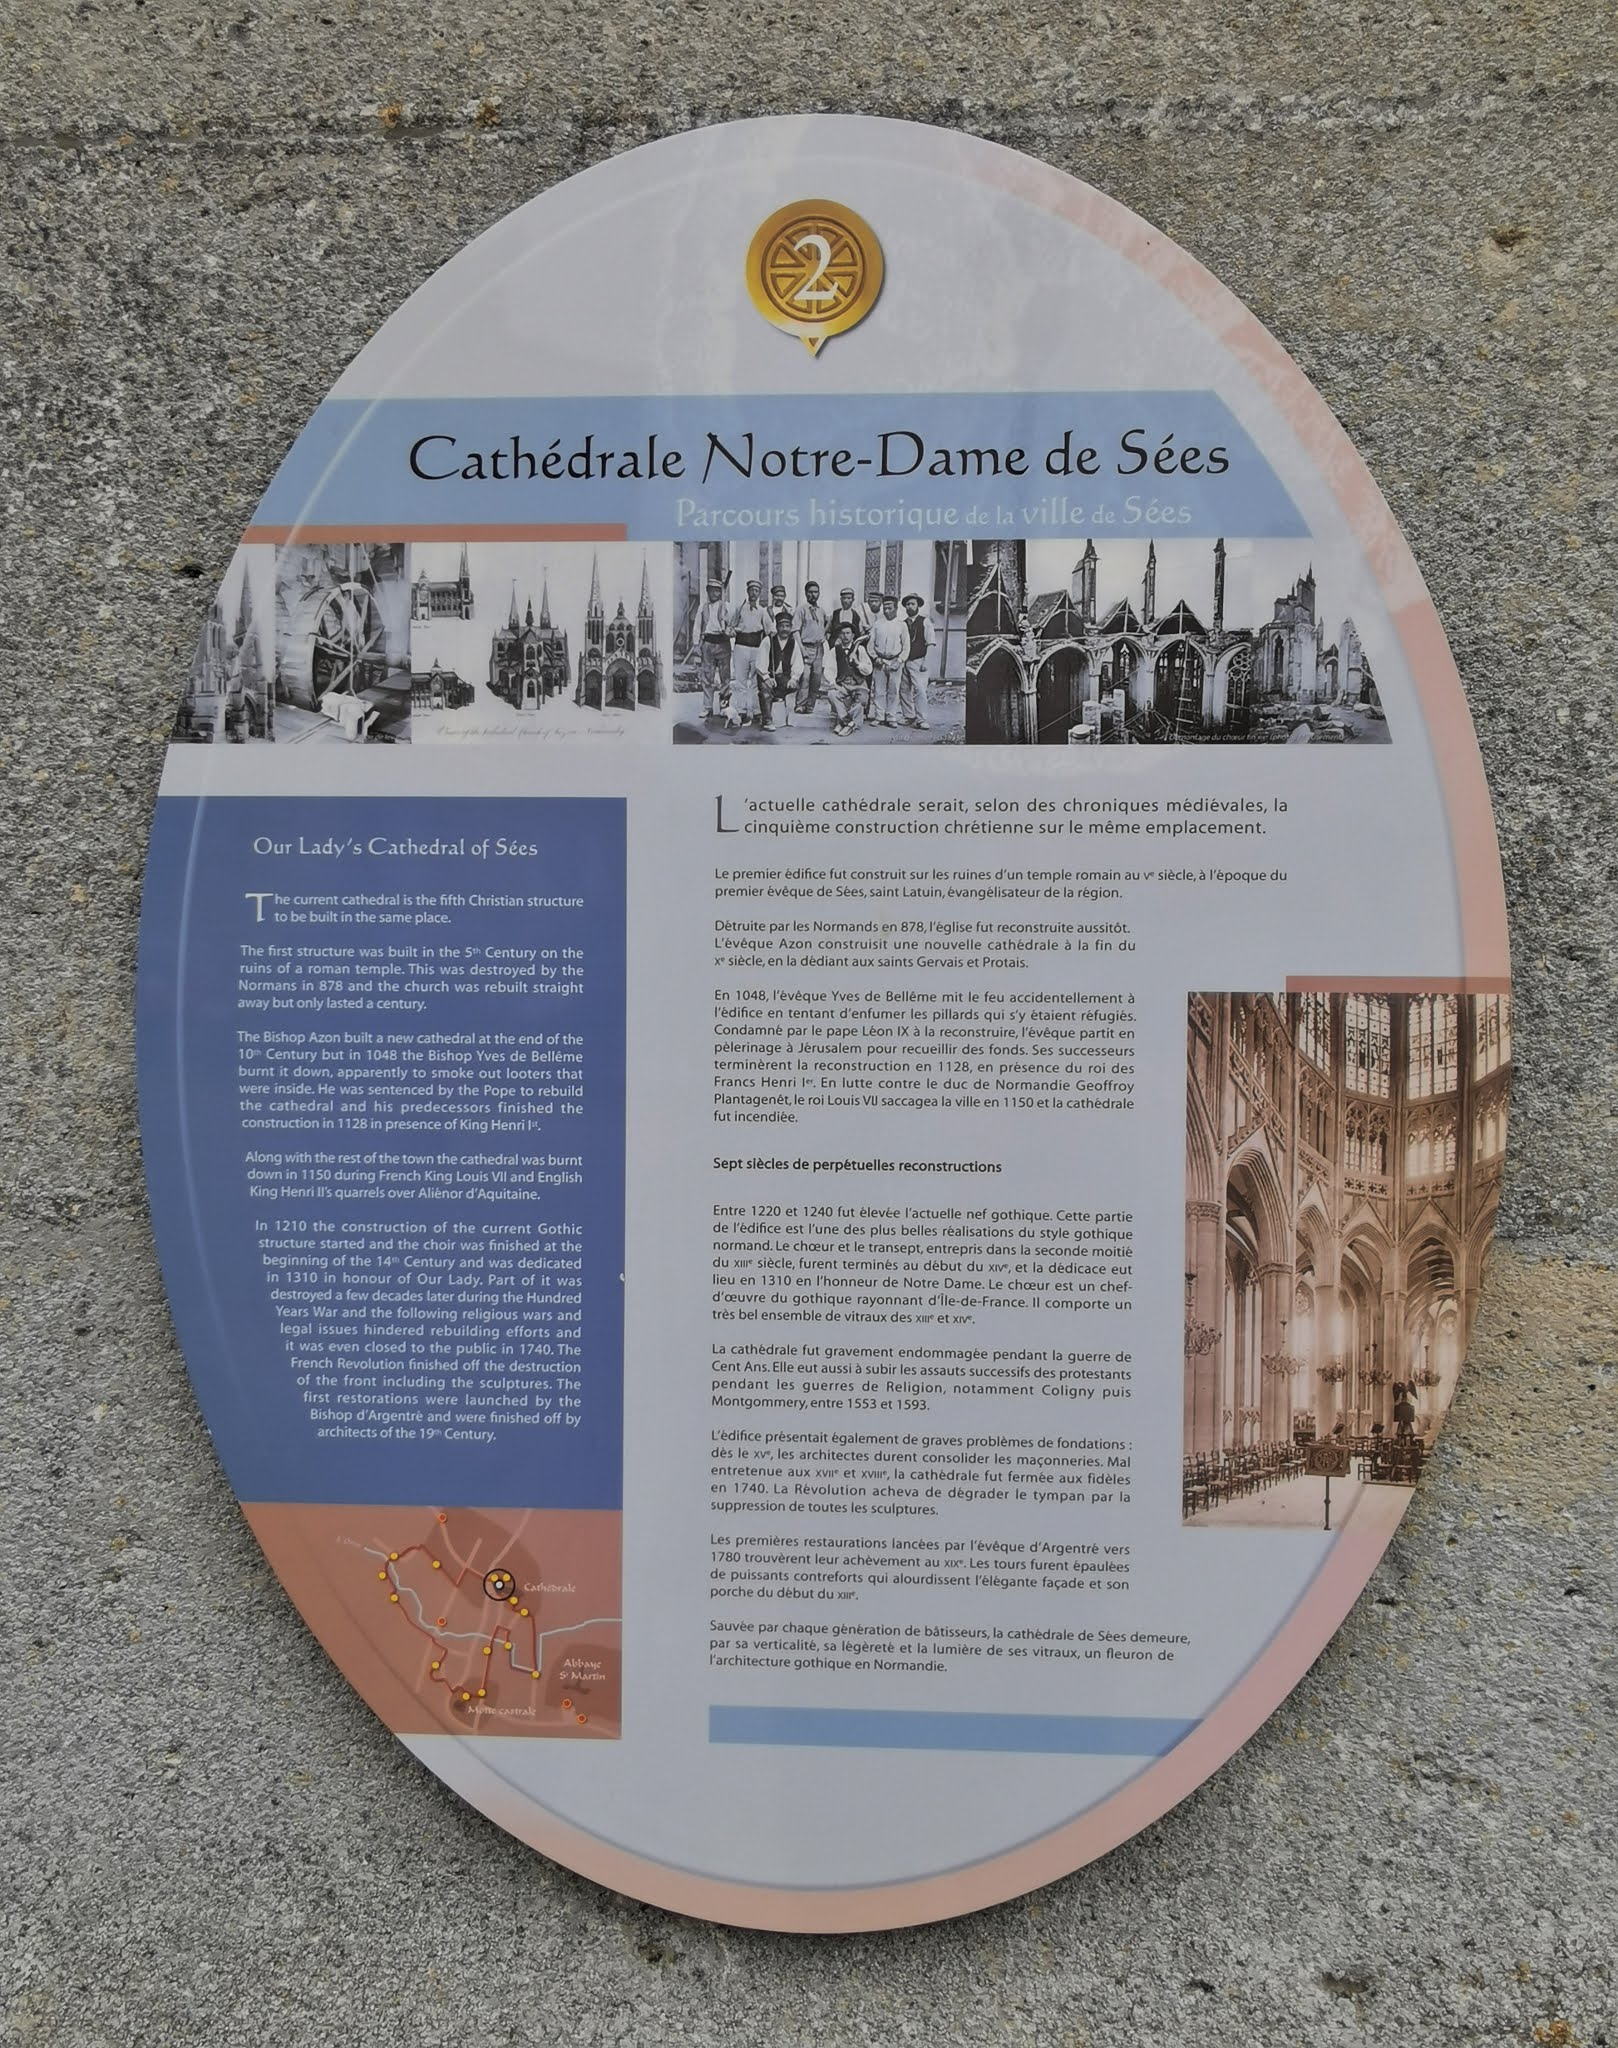 2
Cathédrale Notre-Dame de Sées
Parcours historique de la ville de Sées
Démontage du chœur fin XIXe
Our Lady's Cathedral of Sées
The current cathedral is the fifth Christian structure
to be built in the same place.
The first structure was built in the 5th Century on the
ruins of a roman temple. This was destroyed by the
Normans in 878 and the church was rebuilt straight
away but only lasted a century.
The Bishop Azon built a new cathedral at the end of the
10th Century but in 1048 the Bishop Yves de Bellême
burnt it down, apparently to smoke out looters that
were inside. He was sentenced by the Pope to rebuild
the cathedral and his predecessors finished the
construction in 1128 in presence of King Henri Ist.
Along with the rest of the town the cathedral was burnt
down in 1150 during French King Louis VII and English
King Henri II's quarrels over Aliénor d'Aquitaine.
In 1210 the construction of the current Gothic
structure started and the choir was finished at the
beginning of the 14th Century and was dedicated
in 1310 in honour of Our Lady. Part of it was
destroyed a few decades later during the Hundred
Years War and the following religious wars and
legal issues hindered rebuilding efforts and
it was even closed to the public in 1740. The
French Revolution finished off the destruction
of the front including the sculptures. The
first restorations were launched by the
Bishop d'Argentré and were finished off by
architects of the 19th Century.
L'Orne
Cathédrale
Abbaye
St Martin
Motte castrale
L'actuelle cathédrale serait, selon des chroniques médiévales, la
cinquième construction chrétienne sur le même emplacement.
Le premier édifice fut construit sur les ruines d'un temple romain au Ve siècle, à l'époque du
premier évêque de Sées, saint Latuin, évangélisateur de la région.
Détruite par les Normands en 878, l'église fut reconstruite aussitôt.
L'évêque Azon construisit une nouvelle cathédrale à la fin du
Xe siècle, en la dédiant aux saints Gervais et Protais.
En 1048, l'évêque Yves de Bellême mit le feu accidentellement à
l'édifice en tentant d'enfumer les pillards qui s'y étaient réfugiés.
Condamné par le pape Léon IX à la reconstruire, l'évêque partit en
pèlerinage à Jérusalem pour recueillir des fonds. Ses successeurs
terminèrent la reconstruction en 1128, en présence du roi des
Francs Henri Ier. En lutte contre le duc de Normandie Geoffroy
Plantagenêt, le roi Louis VII saccagea la ville en 1150 et la cathédrale
fut incendiée.
Sept siècles de perpétuelles reconstructions
Entre 1220 et 1240 fut élevée l'actuelle nef gothique. Cette partie
de l'édifice est l'une des plus belles réalisations du style gothique
normand. Le chœur et le transept, entrepris dans la seconde moitié
du XIIIe siècle, furent terminés au début du XIVe, et la dédicace eut
lieu en 1310 en l'honneur de Notre Dame. Le chœur est un chef-
d'œuvre du gothique rayonnant d'Île-de-France. Il comporte un
très bel ensemble de vitraux des XIIIe et XIVe.
La cathédrale fut gravement endommagée pendant la guerre de
Cent Ans. Elle eut aussi à subir les assauts successifs des protestants
pendant les guerres de Religion, notamment Coligny puis
Montgommery, entre 1553 et 1593.
L'édifice présentait également de graves problèmes de fondations :
dès le XVe, les architectes durent consolider les maçonneries. Mal
entretenue aux XVIIe et XVIIIe, la cathédrale fut fermée aux fidèles
en 1740. La Révolution acheva de dégrader le tympan par la
suppression de toutes les sculptures.
Les premières restaurations lancées par l'évêque d'Argentré vers
1780 trouvèrent leur achèvement au XIXe. Les tours furent épaulées
de puissants contreforts qui alourdissent l'élégante façade et son
porche du début du XIIIe.
Sauvée par chaque génération de bâtisseurs, la cathédrale de Sées demeure,
par sa verticalité, sa légèreté et la lumière de ses vitraux, un fleuron de
l'architecture gothique en Normandie.